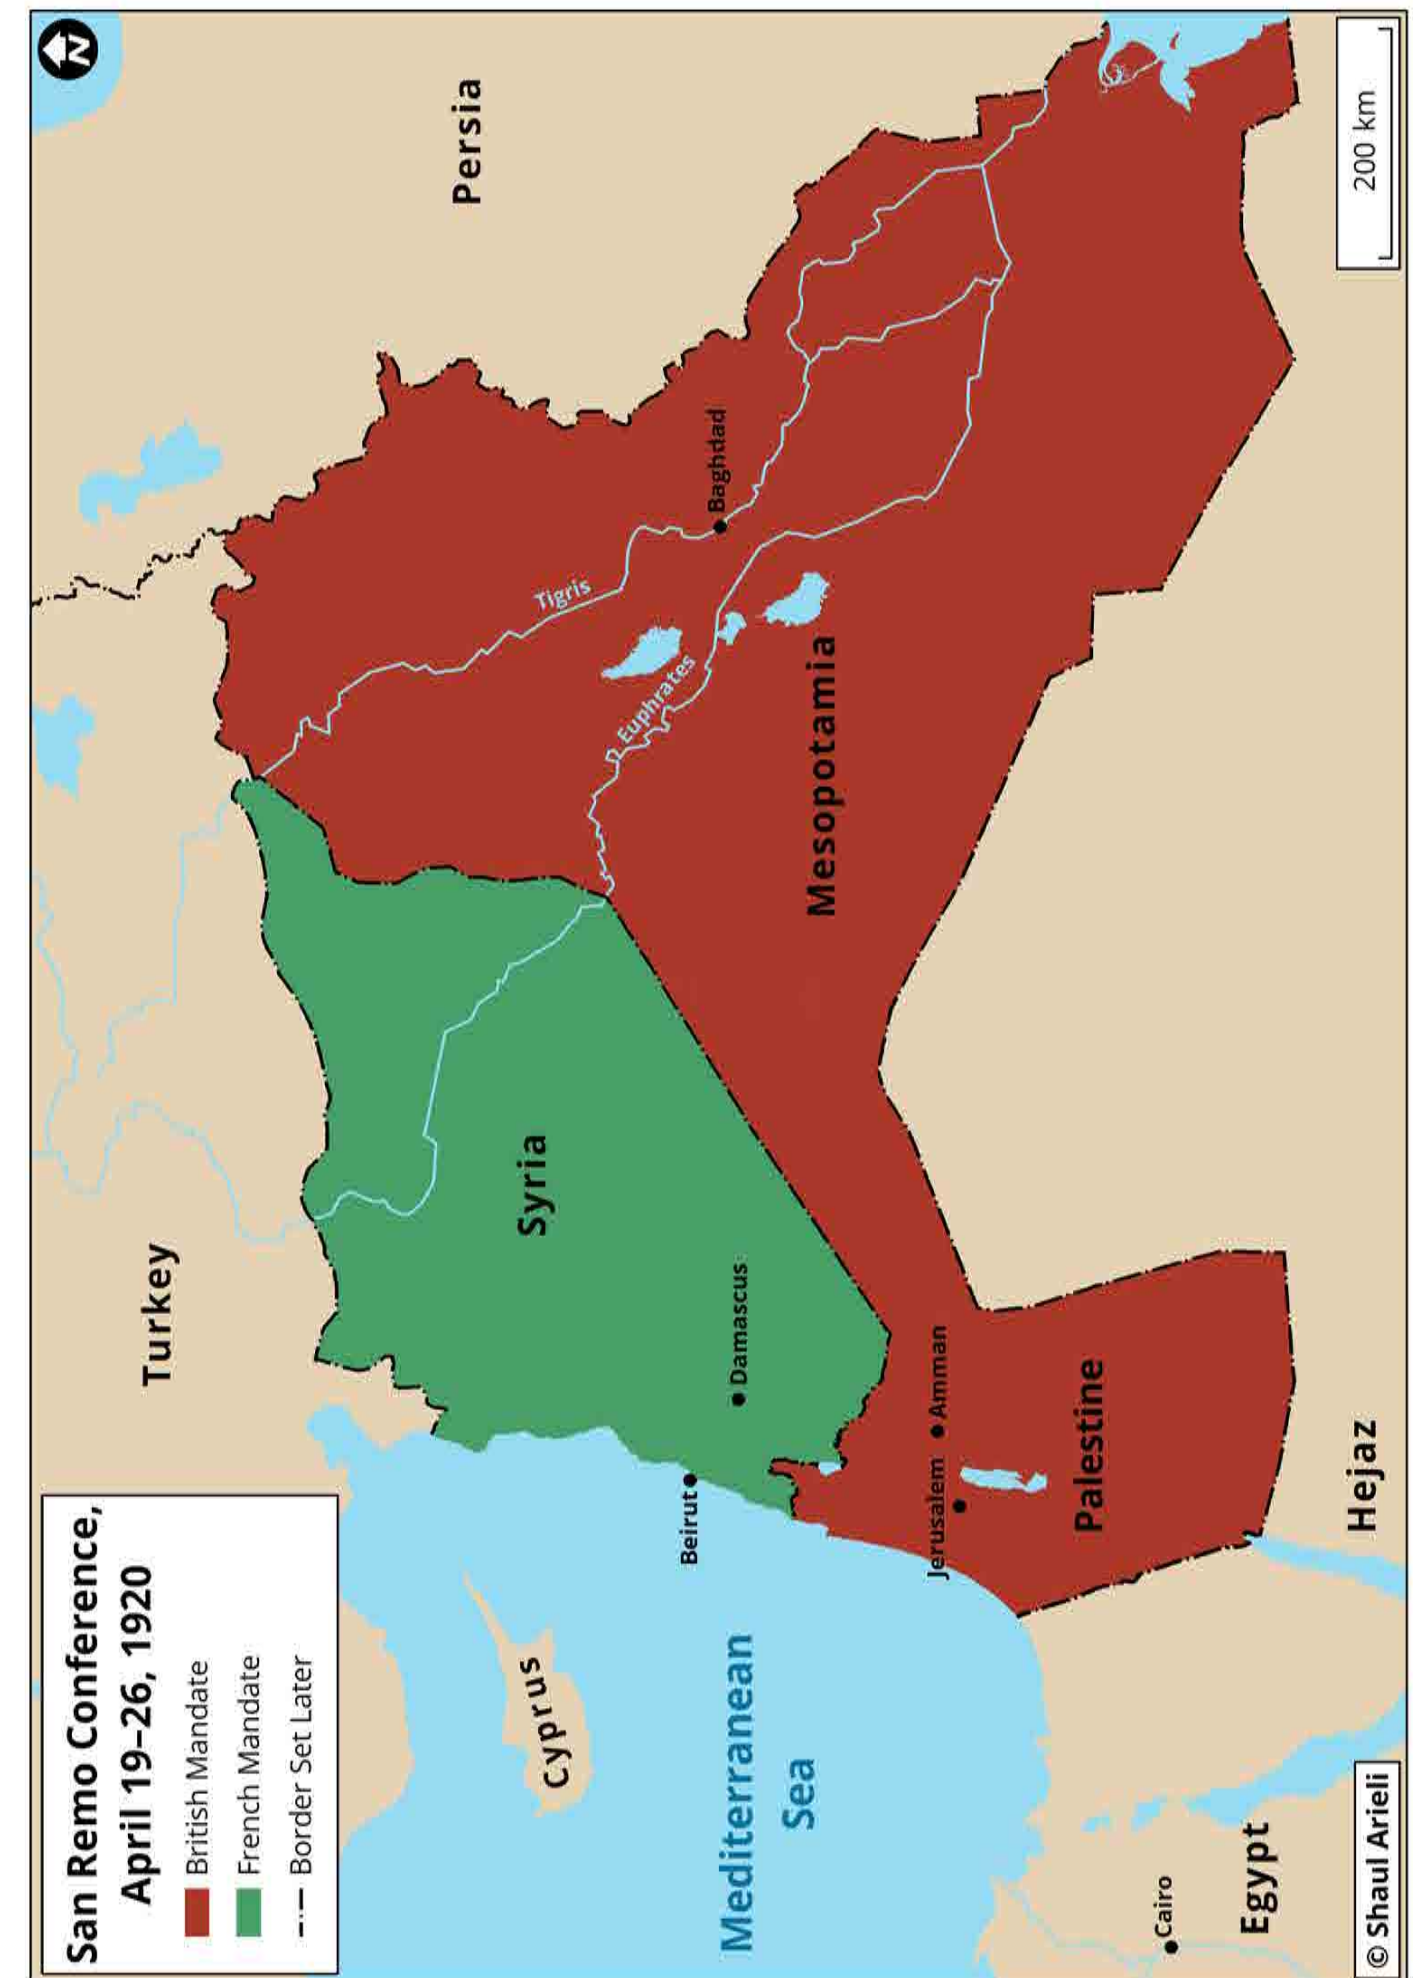 San Remo Conference,
April 19–26, 1920
British Mandate
French Mandate
Border Set Later
N
Turkey
Persia
Cyprus
Syria
Tigris
Euphrates
Baghdad
Beirut
Damascus
Mediterranean
Sea
Mesopotamia
Jerusalem
Amman
Palestine
Cairo
Egypt
Hejaz
200 km
© Shaul Arieli